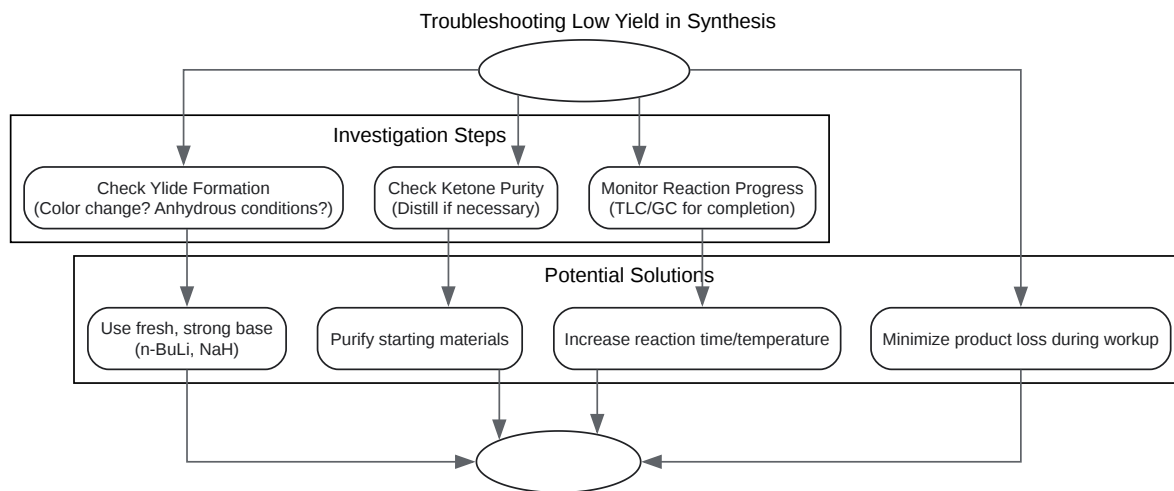 Troubleshooting Low Yield in Synthesis
Investigation Steps
Check Ylide Formation
(Color change? Anhydrous conditions?)
Check Ketone Purity
(Distill if necessary)
Monitor Reaction Progress
(TLC/GC for completion)
Potential Solutions
Use fresh, strong base
(n-BuLi, NaH)
Purify starting materials
Increase reaction time/temperature
Minimize product loss during workup